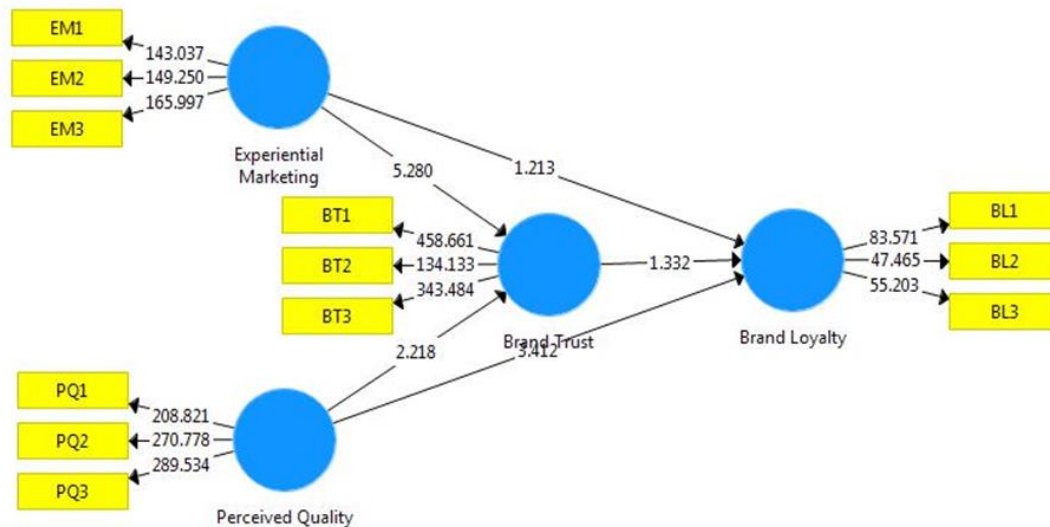 EM1
143.037
EM2
149.250
EM3
165.997
Experiential
Marketing
5.280
1.213
BT1
458.661
BT2
134.133
BT3
343.484
Brand Trust
1.332
BL1
83.571
BL2
47.465
BL3
55.203
Brand Loyalty
2.218
3.412
PQ1
208.821
PQ2
270.778
PQ3
289.534
Perceived Quality